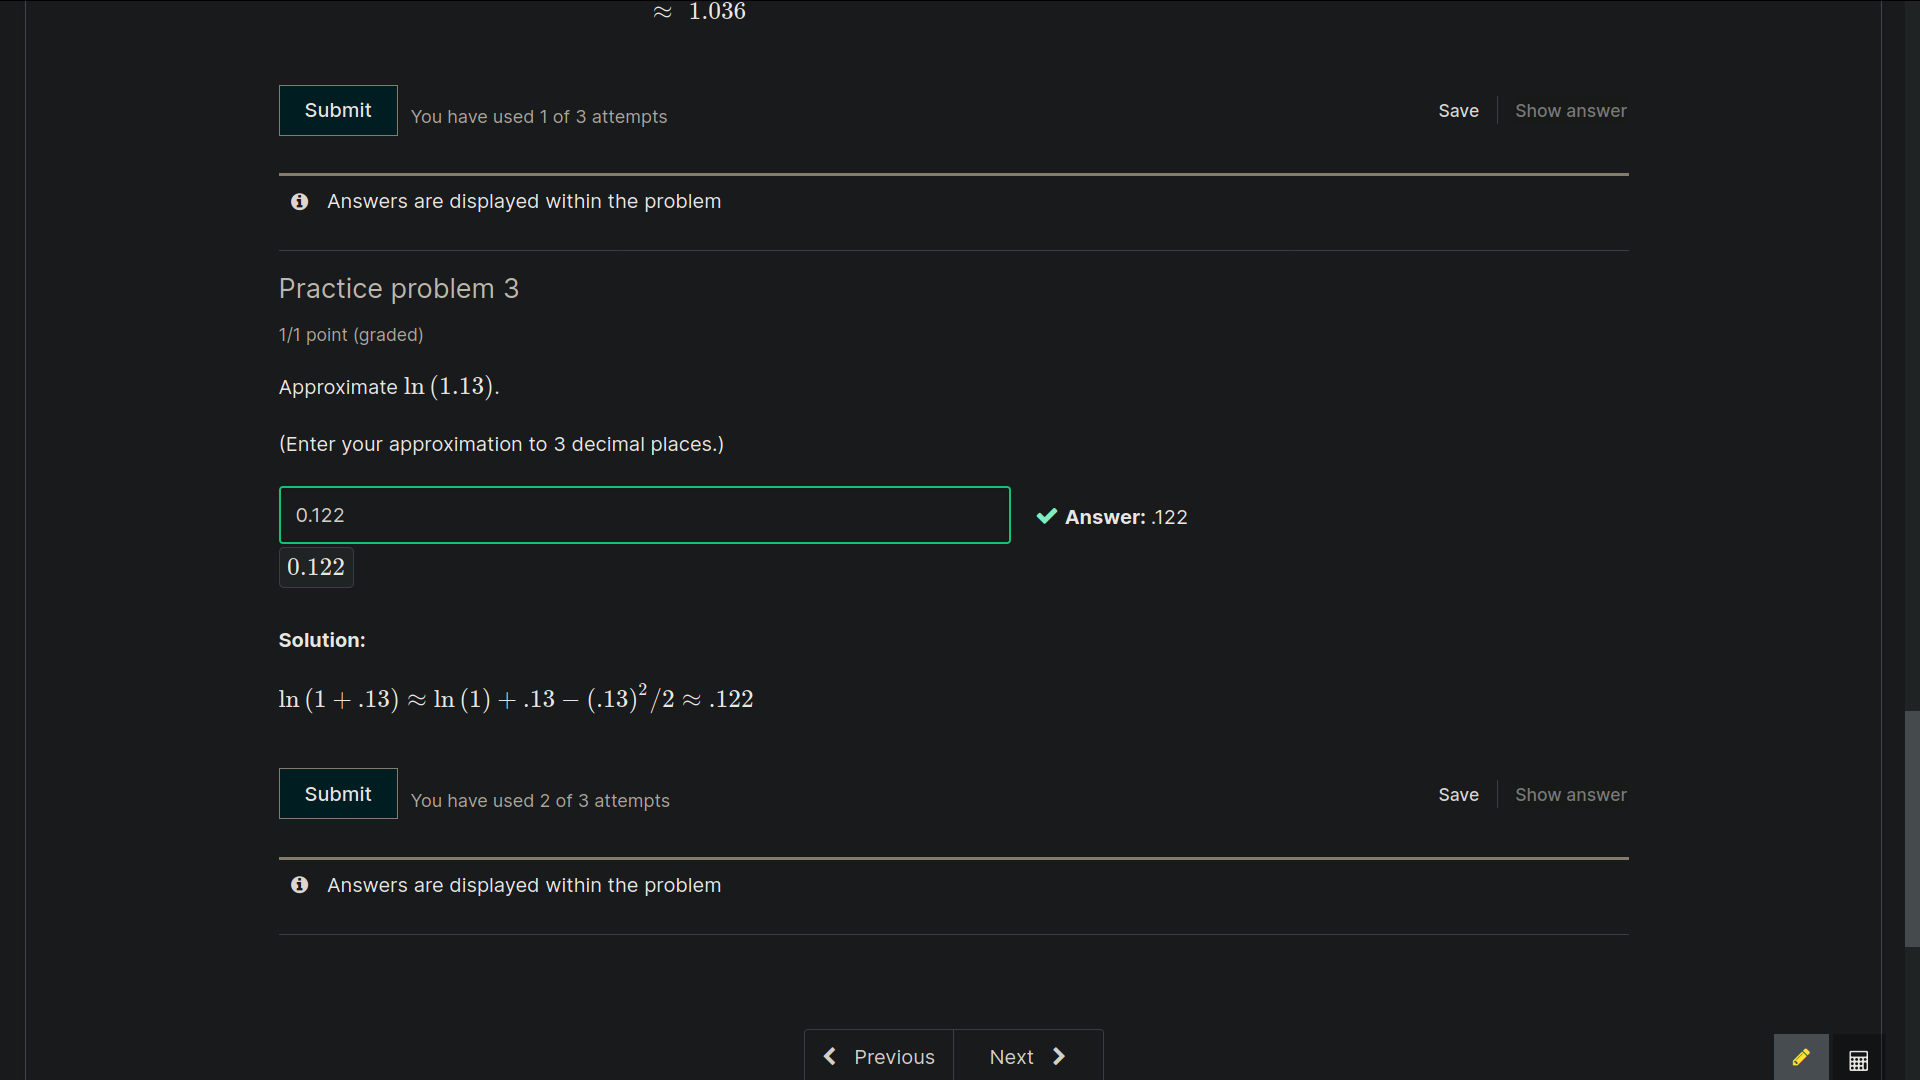 ≈ 1.036
Submit
You have used 1 of 3 attempts
Save
Show answer
Answers are displayed within the problem
Practice problem 3
1/1 point (graded)
Approximate ln (1.13).
(Enter your approximation to 3 decimal places.)
0.122
Answer: .122
0.122
Solution:
ln (1 + .13) ≈ ln (1) + .13 − (.13)²/2 ≈ .122
Submit
You have used 2 of 3 attempts
Save
Show answer
Answers are displayed within the problem
Previous
Next